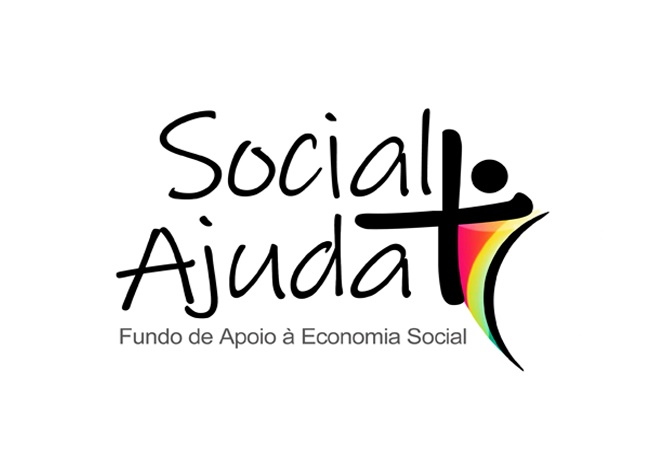 Social
Ajuda+
Fundo de Apoio à Economia Social